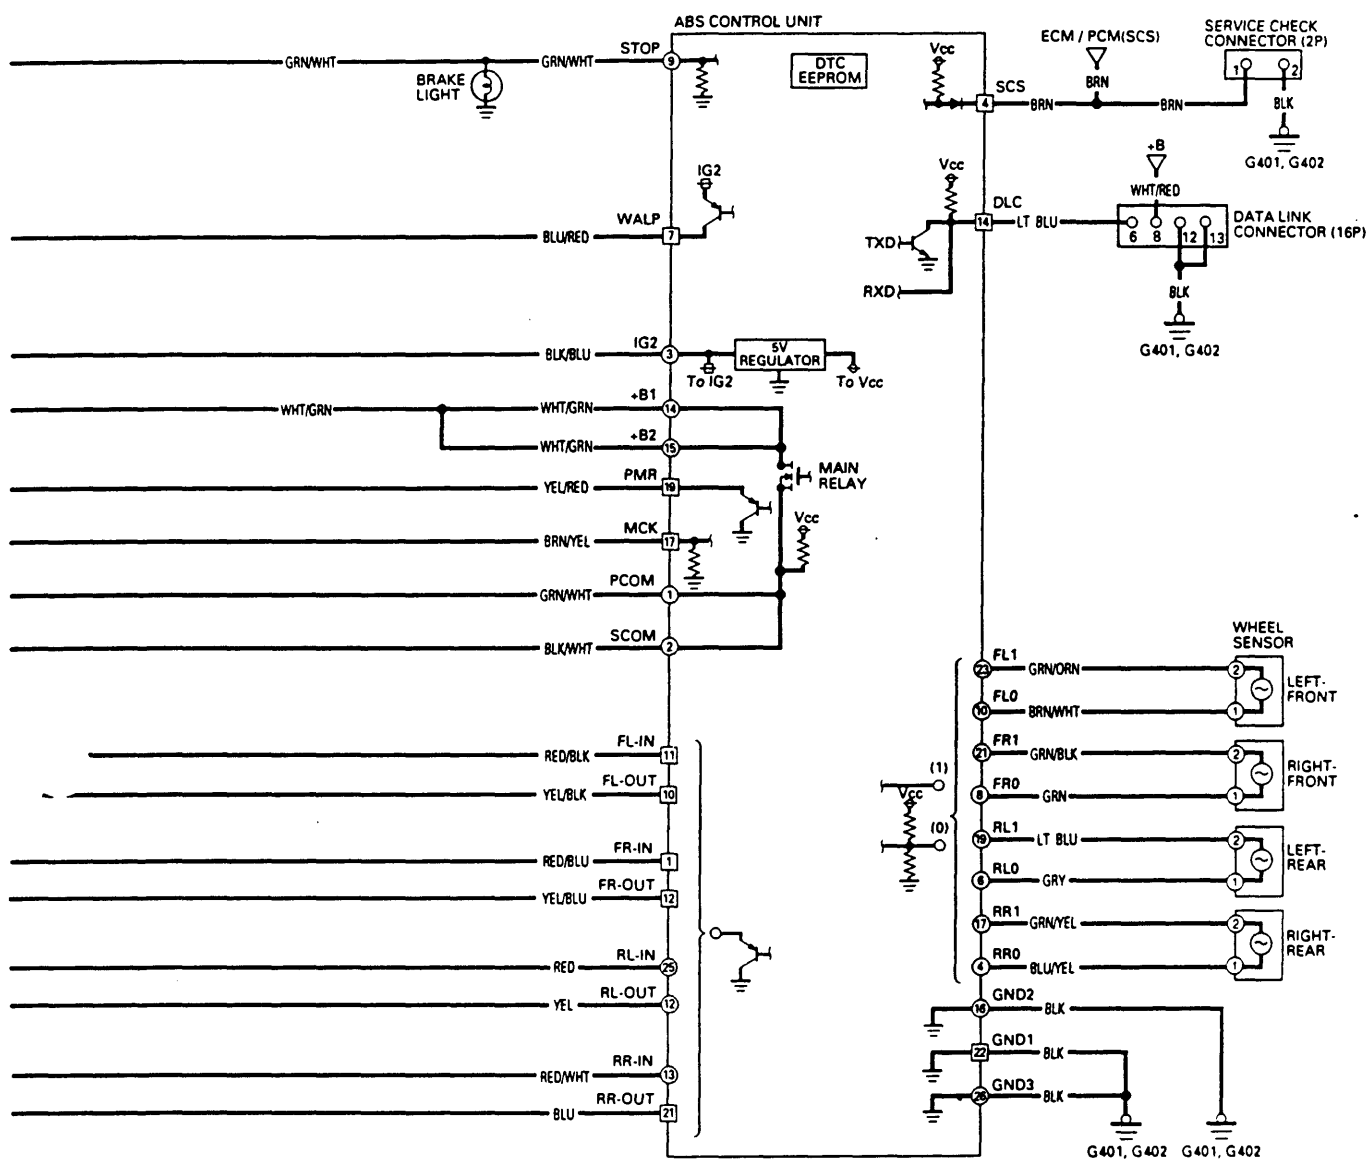 ABS CONTROL UNIT
STOP
GRN/WHT
GRN/WHT
9
BRAKE
LIGHT
DTC
EEPROM
Vcc
SCS
4
BRN
ECM / PCM(SCS)
BRN
BRN
SERVICE CHECK
CONNECTOR (2P)
1
2
BLK
G401, G402
IG2
WALP
BLU/RED
7
Vcc
DLC
14
LT BLU
TXD
RXD
+B
WHT/RED
6
8
12
13
DATA LINK
CONNECTOR (16P)
BLK
G401, G402
IG2
BLK/BLU
3
To IG2
5V
REGULATOR
To Vcc
+B1
WHT/GRN
WHT/GRN
14
+B2
WHT/GRN
15
MAIN
RELAY
PMR
YEL/RED
19
Vcc
MCK
BRN/YEL
17
PCOM
GRN/WHT
1
SCOM
BLK/WHT
2
WHEEL
SENSOR
FL1
23
GRN/ORN
2
FL0
10
BRN/WHT
1
LEFT-
FRONT
FR1
21
GRN/BLK
2
FR0
8
GRN
1
RIGHT-
FRONT
RL1
19
LT BLU
2
RL0
6
GRY
1
LEFT-
REAR
RR1
17
GRN/YEL
2
RR0
4
BLU/YEL
1
RIGHT-
REAR
(1)
Vcc
(0)
FL-IN
RED/BLK
11
FL-OUT
YEL/BLK
10
FR-IN
RED/BLU
1
FR-OUT
YEL/BLU
12
RL-IN
RED
25
RL-OUT
YEL
12
RR-IN
RED/WHT
13
RR-OUT
BLU
21
GND2
16
BLK
GND1
22
BLK
GND3
26
BLK
G401, G402
G401, G402